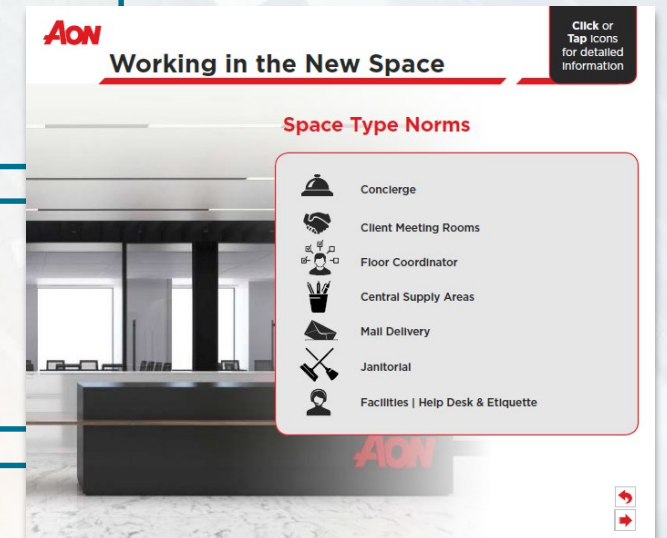 AON
Working in the New Space
Click or
Tap Icons
for detailed
information
Space Type Norms
Concierge
Client Meeting Rooms
Floor Coordinator
Central Supply Areas
Mail Delivery
Janitorial
Facilities | Help Desk & Etiquette
AON